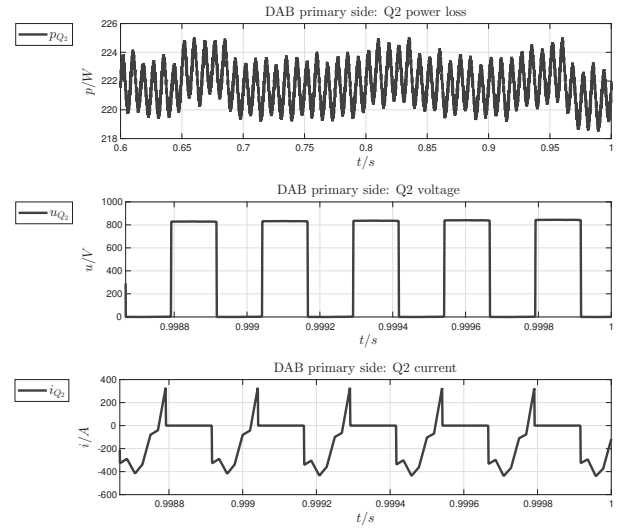 DAB primary side: Q2 power loss
p_{Q_2}
226
224
222
220
218
p/W
0.6 0.65 0.7 0.75 0.8 0.85 0.9 0.95 1
t/s
DAB primary side: Q2 voltage
u_{Q_2}
1000
800
600
400
200
0
u/V
0.9988 0.999 0.9992 0.9994 0.9996 0.9998 1
t/s
DAB primary side: Q2 current
i_{Q_2}
400
200
0
-200
-400
-600
i/A
0.9988 0.999 0.9992 0.9994 0.9996 0.9998 1
t/s